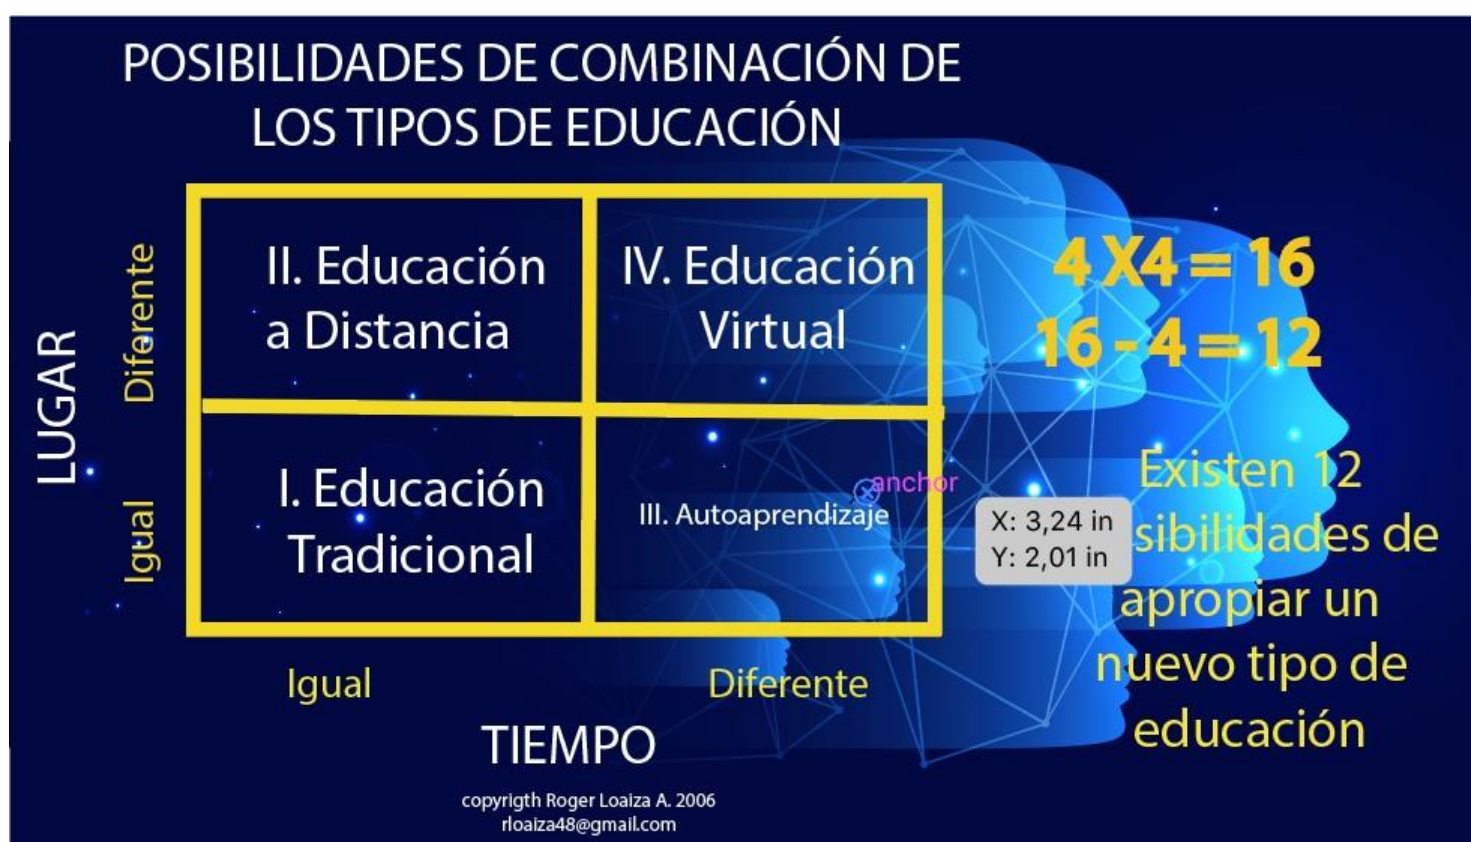 POSIBILIDADES DE COMBINACIÓN DE
LOS TIPOS DE EDUCACIÓN
LUGAR
Diferente
Igual
II. Educación
a Distancia
IV. Educación
Virtual
I. Educación
Tradicional
III. Autoaprendizaje
anchor
X: 3,24 in
Y: 2,01 in
4 X4 = 16
16 - 4 = 12
Existen 12
sibilidades de
apropiar un
nuevo tipo de
educación
Igual
Diferente
TIEMPO
copyrigth Roger Loaiza A. 2006
rloaiza48@gmail.com